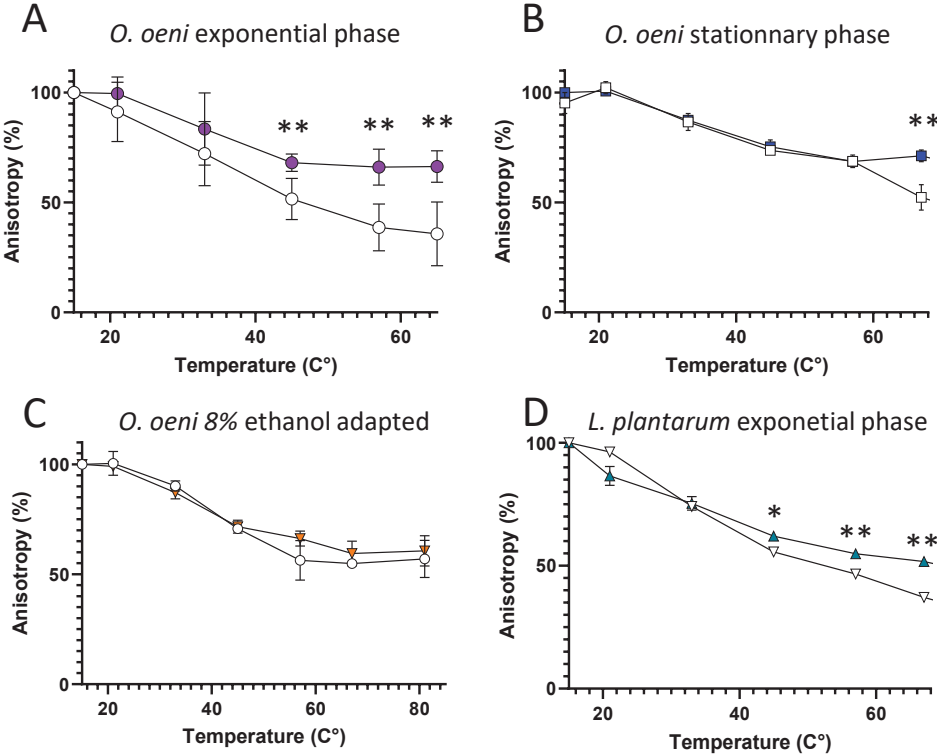 A
O. oeni exponential phase
Anisotropy (%)
100
50
0
**
**
**
20
40
60
Temperature (C°)
B
O. oeni stationnary phase
Anisotropy (%)
100
50
0
**
20
40
60
Temperature (C°)
C
O. oeni 8% ethanol adapted
Anisotropy (%)
100
50
0
20
40
60
80
Temperature (C°)
D
L. plantarum exponetial phase
Anisotropy (%)
100
50
0
*
**
**
20
40
60
Temperature (C°)